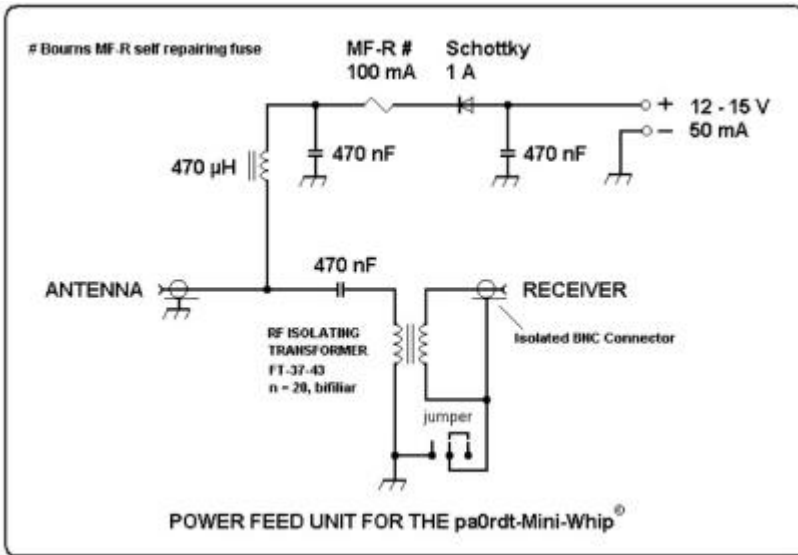 # Bourns MF-R self repairing fuse
MF-R #
100 mA
Schottky
1 A
+ 12 - 15 V
- 50 mA
470 µH
470 nF
470 nF
470 nF
ANTENNA
RECEIVER
RF ISOLATING
TRANSFORMER
FT-37-43
n = 20, bifiliar
Isolated BNC Connector
jumper
POWER FEED UNIT FOR THE pa0rdt-Mini-Whip©